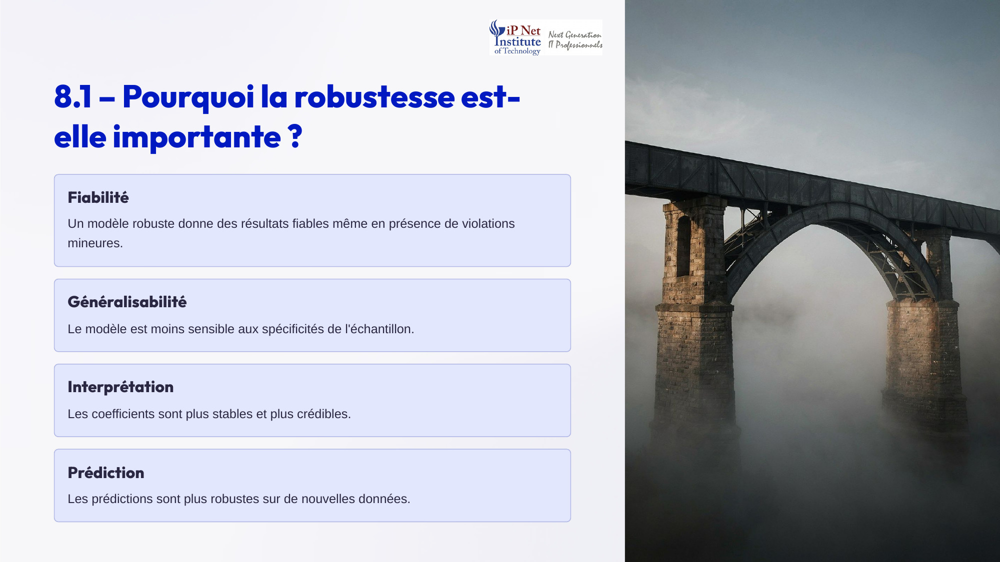 iP Net
Institute
of Technology
Next Generation
IT Professionnels
8.1 – Pourquoi la robustesse est-
elle importante ?
Fiabilité
Un modèle robuste donne des résultats fiables même en présence de violations
mineures.
Généralisabilité
Le modèle est moins sensible aux spécificités de l'échantillon.
Interprétation
Les coefficients sont plus stables et plus crédibles.
Prédiction
Les prédictions sont plus robustes sur de nouvelles données.